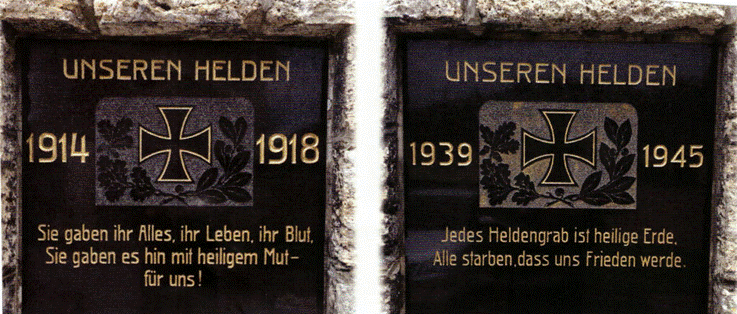 UNSEREN HELDEN
1914 1918
Sie gaben ihr Alles, ihr Leben, ihr Blut,
Sie gaben es hin mit heiligem Mut-
für uns!
UNSEREN HELDEN
1939 1945
Jedes Heldengrab ist heilige Erde.
Alle starben, dass uns Frieden werde.